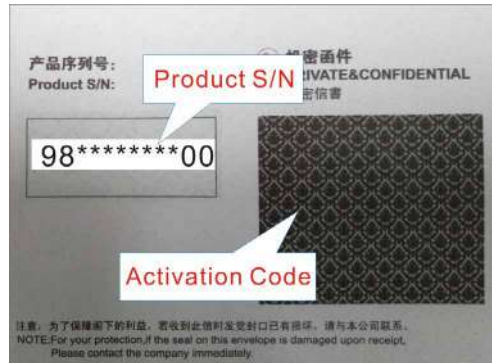 产品序列号:
Product S/N:
Product S/N
密函件
IVATE&CONFIDENTIAL
密信書
98********00
Activation Code
注意: 为了保障阁下的利益, 若收到此信时发觉封口已有损坏, 请与本公司联系。
NOTE:For your protection,if the seal on this envelope is damaged upon receipt,
Please contact the company immediately.